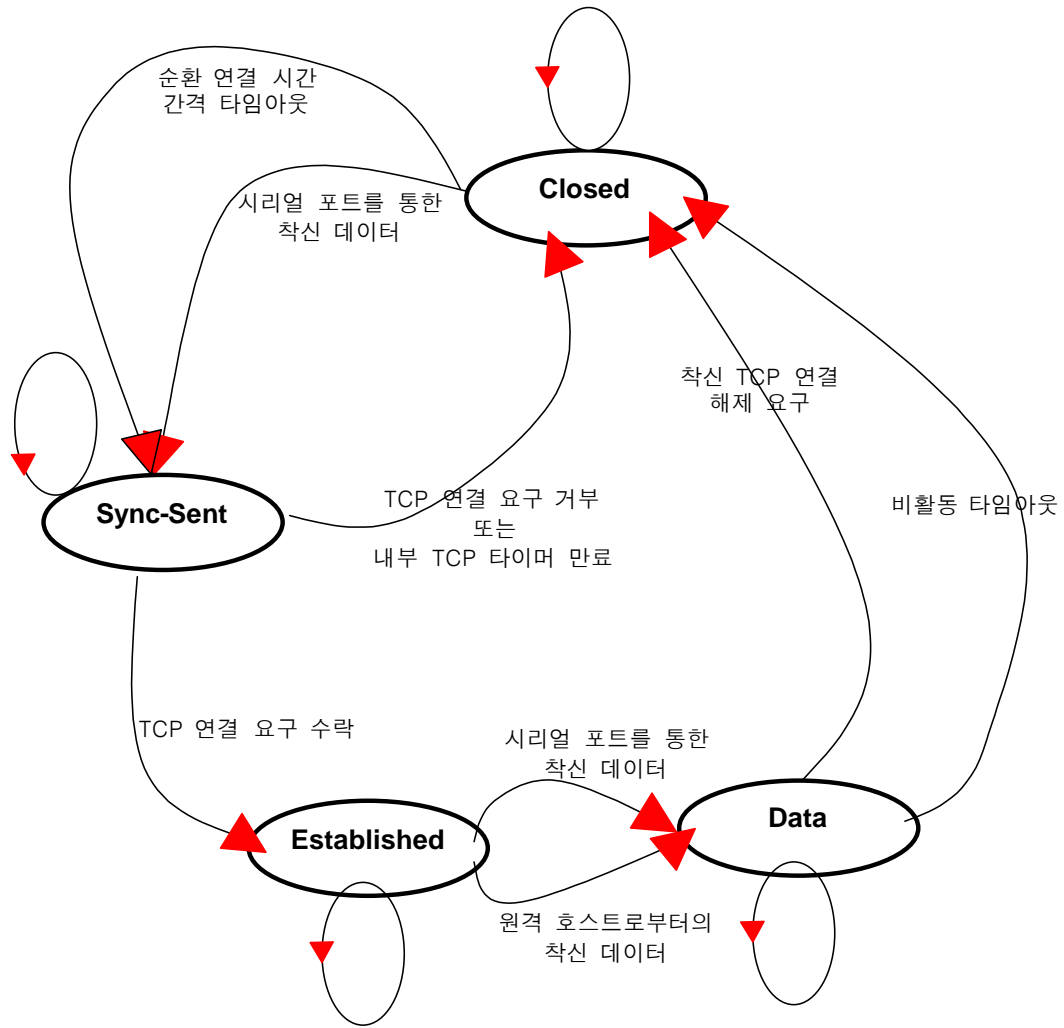 순환 연결 시간
간격 타임아웃
Closed
시리얼 포트를 통한
착신 데이터
착신 TCP 연결
해제 요구
비활동 타임아웃
Sync-Sent
TCP 연결 요구 거부
또는
내부 TCP 타이머 만료
TCP 연결 요구 수락
시리얼 포트를 통한
착신 데이터
Established
Data
원격 호스트로부터의
착신 데이터